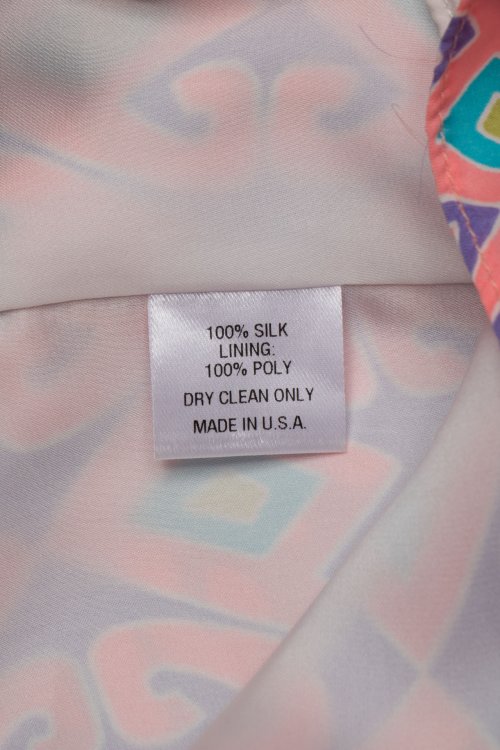 100% SILK
LINING:
100% POLY
DRY CLEAN ONLY
MADE IN U.S.A.